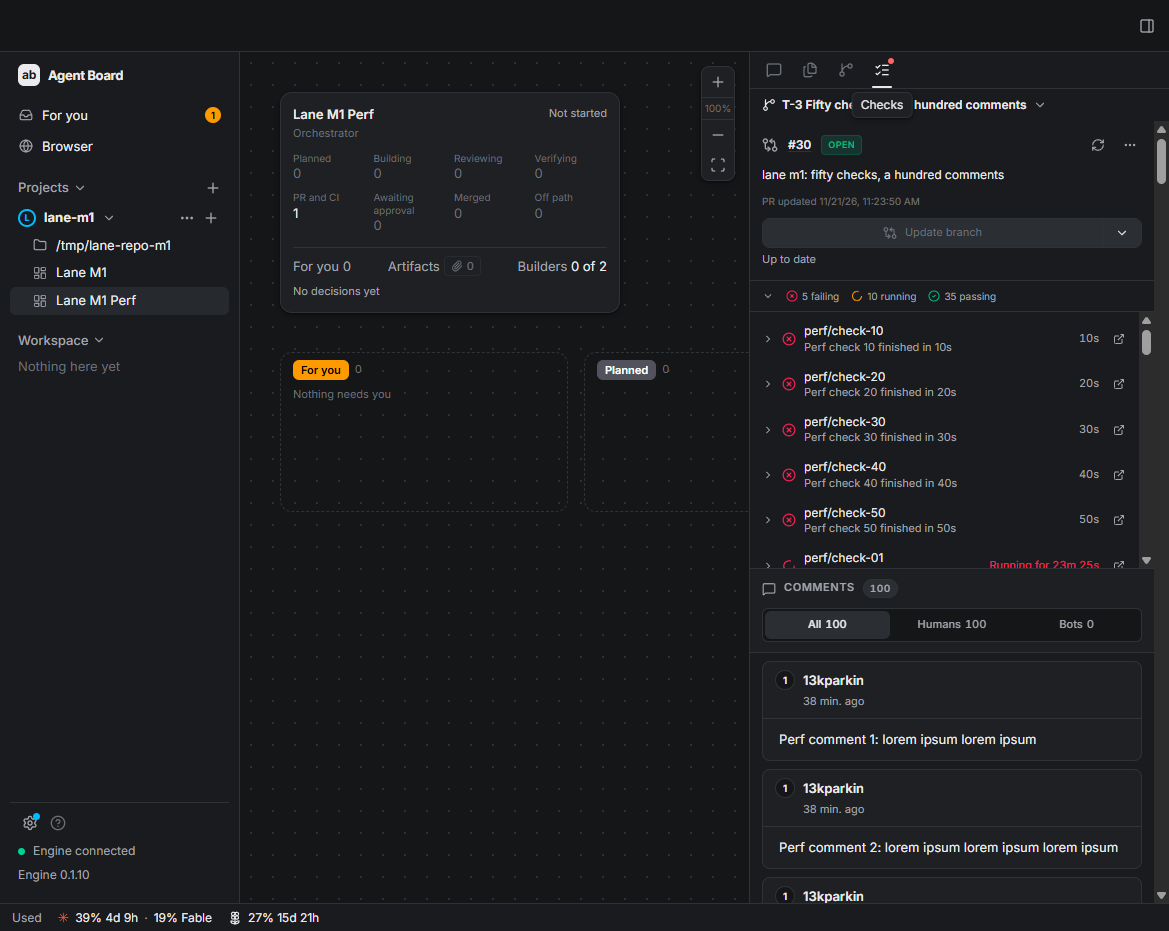 ab Agent Board
For you 1
Browser
Projects
L lane-m1
/tmp/lane-repo-m1
Lane M1
Lane M1 Perf
Workspace
Nothing here yet
Engine connected
Engine 0.1.10
Lane M1 Perf Not started
Orchestrator
Planned Building Reviewing Verifying
0 0 0 0
PR and CI Awaiting approval Merged Off path
1 0 0 0
For you 0 Artifacts 0 Builders 0 of 2
No decisions yet
100%
For you 0
Nothing needs you
Planned 0
T-3 Fifty che Checks hundred comments
#30 OPEN
lane m1: fifty checks, a hundred comments
PR updated 11/21/26, 11:23:50 AM
Update branch
Up to date
5 failing 10 running 35 passing
perf/check-10
Perf check 10 finished in 10s 10s
perf/check-20
Perf check 20 finished in 20s 20s
perf/check-30
Perf check 30 finished in 30s 30s
perf/check-40
Perf check 40 finished in 40s 40s
perf/check-50
Perf check 50 finished in 50s 50s
perf/check-01
Running for 23m 25s
COMMENTS 100
All 100 Humans 100 Bots 0
1 13kparkin
38 min. ago
Perf comment 1: lorem ipsum lorem ipsum
1 13kparkin
38 min. ago
Perf comment 2: lorem ipsum lorem ipsum lorem ipsum
1 13kparkin
Used 39% 4d 9h · 19% Fable 27% 15d 21h